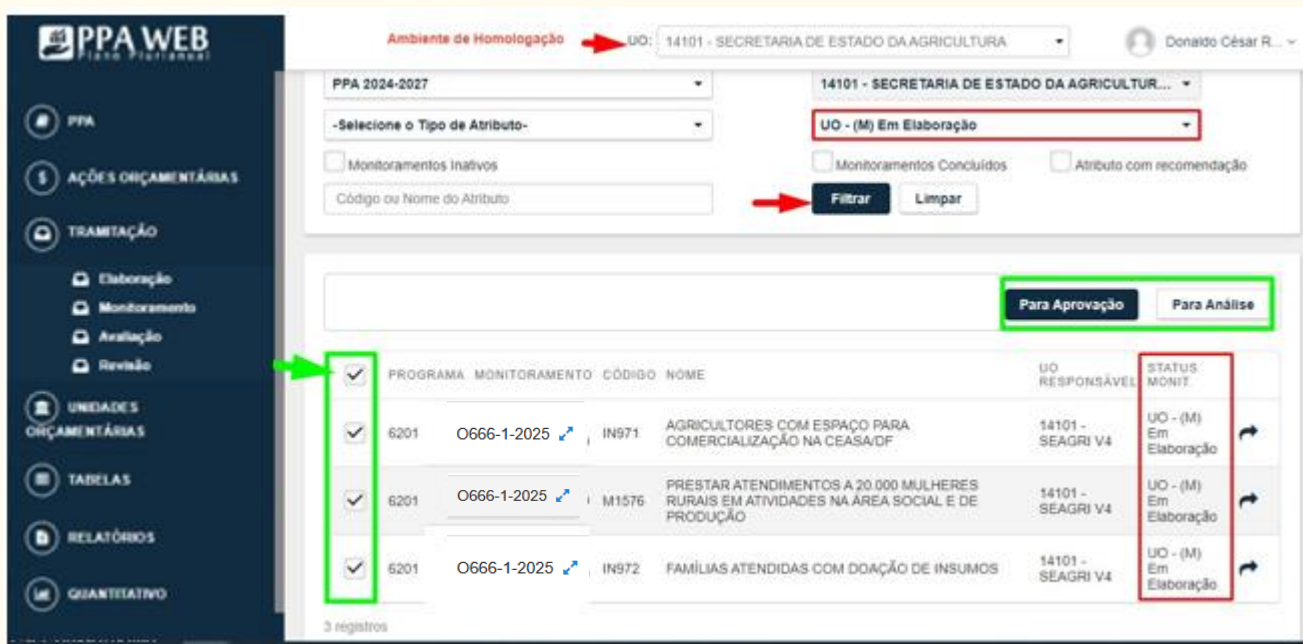 PPA WEB
Plano Plurianual
Ambiente de Homologação
UO: 14101 - SECRETARIA DE ESTADO DA AGRICULTURA
Donaldo César R...
PPA
AÇÕES ORÇAMENTÁRIAS
TRAMITAÇÃO
Elaboração
Monitoramento
Avaliação
Revisão
UNIDADES
ORÇAMENTÁRIAS
TABELAS
RELATÓRIOS
QUANTITATIVO
PPA 2024-2027
14101 - SECRETARIA DE ESTADO DA AGRICULTUR...
-Selecione o Tipo de Atributo-
UO - (M) Em Elaboração
Monitoramentos Inativos
Monitoramentos Concluídos
Atributo com recomendação
Código ou Nome do Atributo
Filtrar
Limpar
Para Aprovação
Para Análise
PROGRAMA MONITORAMENTO CÓDIGO NOME UO RESPONSÁVEL STATUS MONIT.
6201 O666-1-2025 IN971 AGRICULTORES COM ESPAÇO PARA COMERCIALIZAÇÃO NA CEASA/DF 14101 - SEAGRI V4 UO - (M) Em Elaboração
6201 O666-1-2025 M1576 PRESTAR ATENDIMENTOS A 20.000 MULHERES RURAIS EM ATIVIDADES NA ÁREA SOCIAL E DE PRODUÇÃO 14101 - SEAGRI V4 UO - (M) Em Elaboração
6201 O666-1-2025 IN972 FAMÍLIAS ATENDIDAS COM DOAÇÃO DE INSUMOS 14101 - SEAGRI V4 UO - (M) Em Elaboração
3 registros